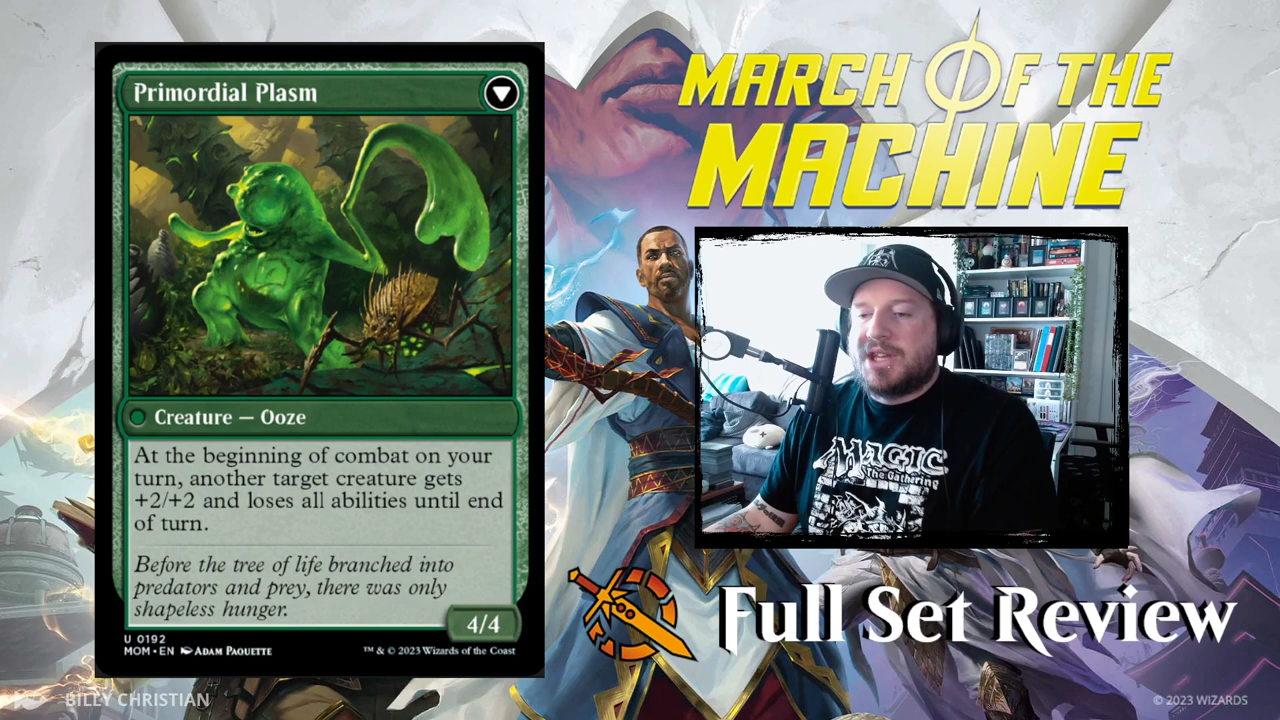 Primordial Plasm
Creature — Ooze
At the beginning of combat on your
turn, another target creature gets
+2/+2 and loses all abilities until end
of turn.
Before the tree of life branched into
predators and prey, there was only
shapeless hunger.
4/4
U 0192
MOM • EN ADAM PAQUETTE
™ & © 2023 Wizards of the Coast
MARCH OF THE
MACHINE
MAGIC
The Gathering
Full Set Review
BILLY CHRISTIAN
© 2023 WIZARDS